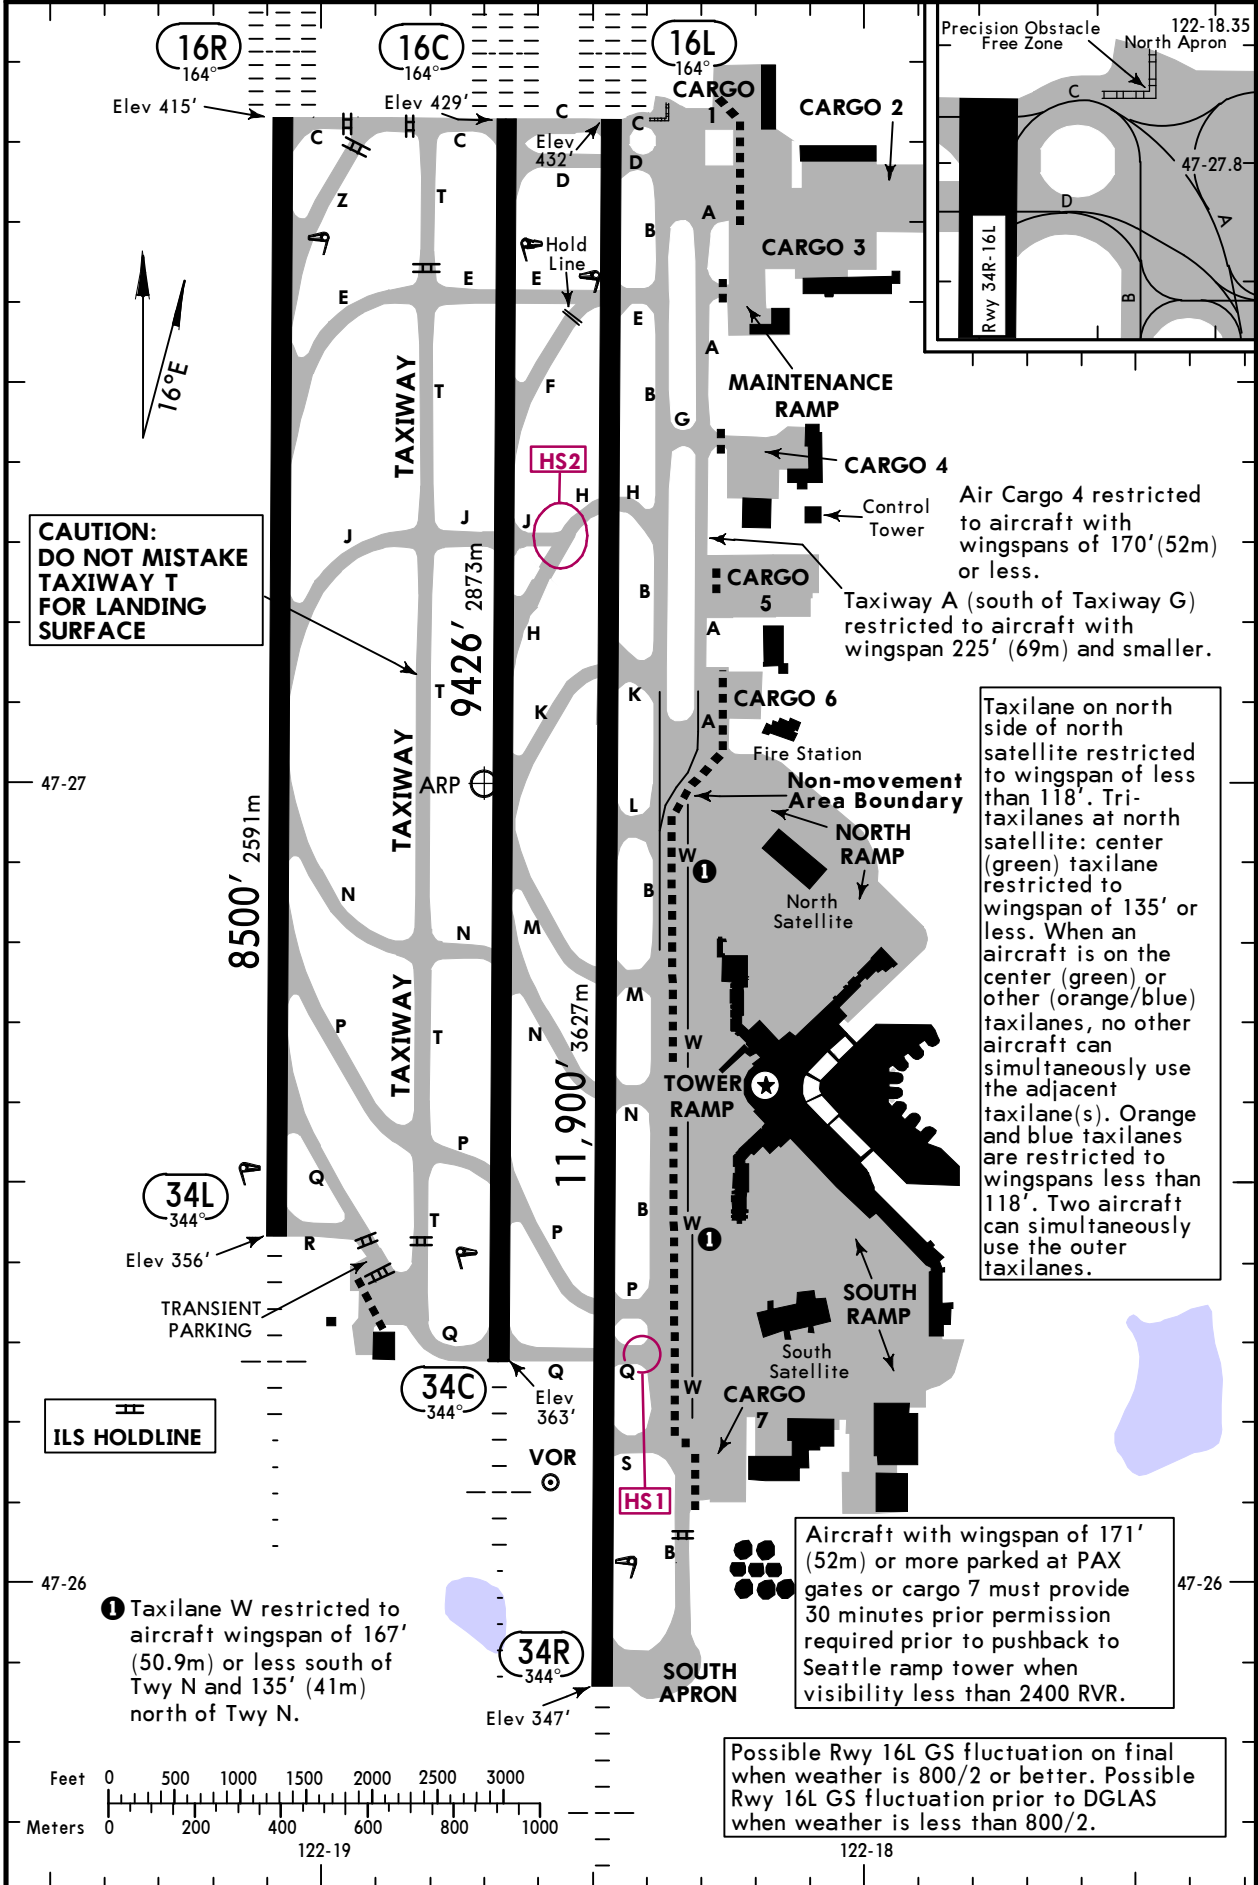 16R
164°
16C
164°
16L
164°
Elev 415'
Elev 429'
Elev
432'
CARGO
1
CARGO 2
Precision Obstacle
Free Zone
122-18.35
North Apron
C
47-27.8
D
A
B
Rwy 34R-16L
C
C
C
C
D
D
Z
T
B
A
Hold
Line
CARGO 3
E
E
E
E
16°E
A
MAINTENANCE
RAMP
TAXIWAY
T
F
B
G
HS2
CARGO 4
H
H
Control
Tower
Air Cargo 4 restricted
to aircraft with
wingspans of 170'(52m)
or less.
CAUTION:
DO NOT MISTAKE
TAXIWAY T
FOR LANDING
SURFACE
J
J
J
CARGO
5
B
A
H
Taxiway A (south of Taxiway G)
restricted to aircraft with
wingspan 225' (69m) and smaller.
9426' 2873m
T
K
K
CARGO 6
A
Fire Station
Taxilane on north
side of north
satellite restricted
to wingspan of less
than 118'. Tri-
taxilanes at north
satellite: center
(green) taxilane
restricted to
wingspan of 135' or
less. When an
aircraft is on the
center (green) or
other (orange/blue)
taxilanes, no other
aircraft can
simultaneously use
the adjacent
taxilane(s). Orange
and blue taxilanes
are restricted to
wingspans less than
118'. Two aircraft
can simultaneously
use the outer
taxilanes.
47-27
TAXIWAY
ARP
Non-movement
Area Boundary
L
NORTH
RAMP
8500' 2591m
W
1
B
North
Satellite
N
N
M
M
TAXIWAY
P
T
N
11,900' 3627m
W
TOWER
RAMP
N
P
Q
34L
344°
T
P
B
W
1
R
Elev 356'
TRANSIENT
PARKING
P
SOUTH
RAMP
Q
South
Satellite
34C
344°
Q
Elev
363'
Q
W
CARGO
7
ILS HOLDLINE
VOR
S
HS1
B
Aircraft with wingspan of 171'
(52m) or more parked at PAX
gates or cargo 7 must provide
30 minutes prior permission
required prior to pushback to
Seattle ramp tower when
visibility less than 2400 RVR.
47-26
47-26
1 Taxilane W restricted to
aircraft wingspan of 167'
(50.9m) or less south of
Twy N and 135' (41m)
north of Twy N.
34R
344°
SOUTH
APRON
Elev 347'
Possible Rwy 16L GS fluctuation on final
when weather is 800/2 or better. Possible
Rwy 16L GS fluctuation prior to DGLAS
when weather is less than 800/2.
Feet 0 500 1000 1500 2000 2500 3000
Meters 0 200 400 600 800 1000
122-19
122-18